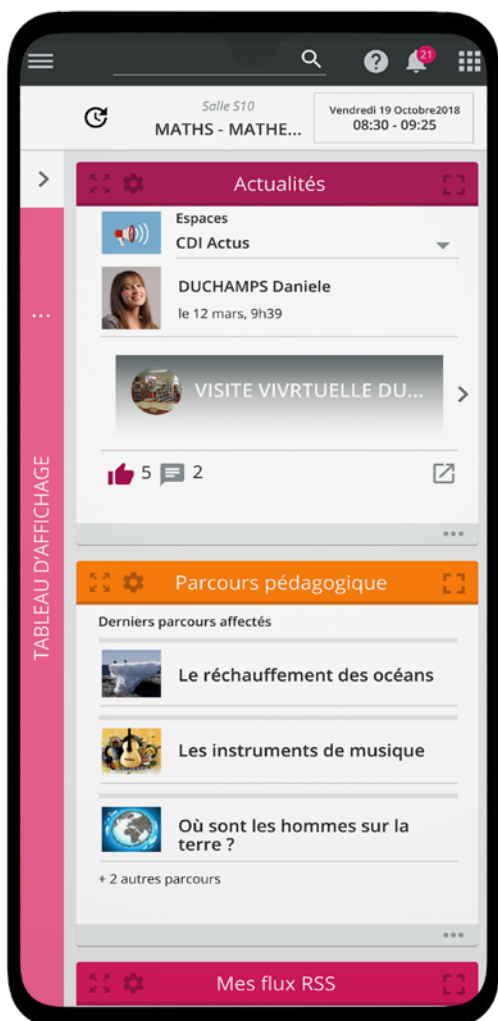 21
Salle S10
MATHS - MATHE...
Vendredi 19 Octobre2018
08:30 - 09:25
TABLEAU D'AFFICHAGE
Actualités
Espaces
CDI Actus
DUCHAMPS Daniele
le 12 mars, 9h39
VISITE VIVRTUELLE DU...
5
2
Parcours pédagogique
Derniers parcours affectés
Le réchauffement des océans
Les instruments de musique
Où sont les hommes sur la
terre ?
+ 2 autres parcours
Mes flux RSS